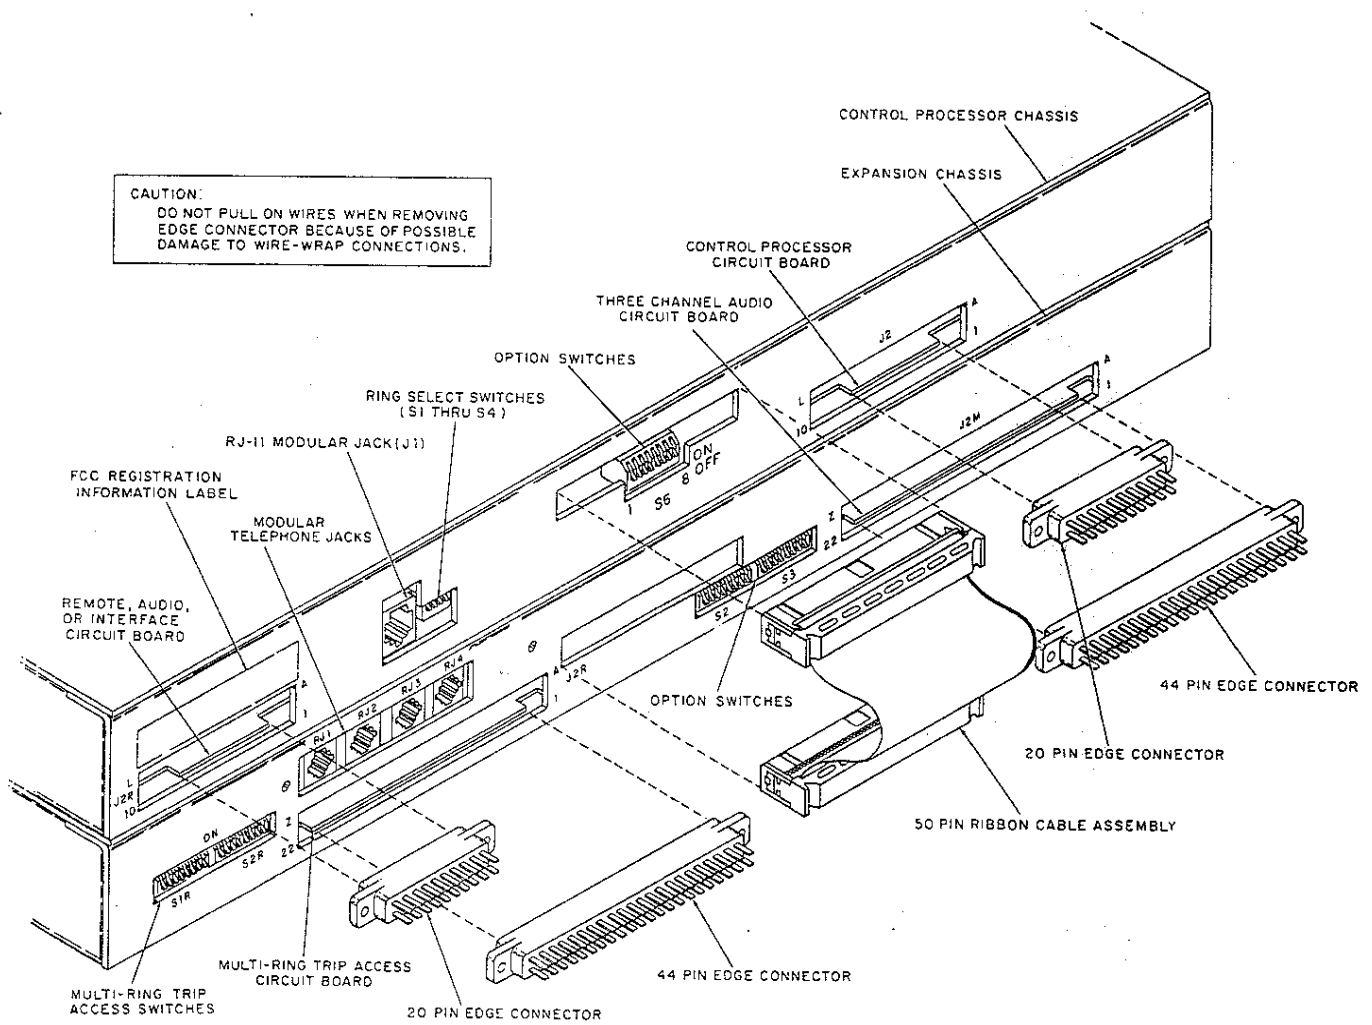 CONTROL PROCESSOR CHASSIS
EXPANSION CHASSIS
CAUTION:
DO NOT PULL ON WIRES WHEN REMOVING
EDGE CONNECTOR BECAUSE OF POSSIBLE
DAMAGE TO WIRE-WRAP CONNECTIONS.
CONTROL PROCESSOR
CIRCUIT BOARD
THREE CHANNEL AUDIO
CIRCUIT BOARD
OPTION SWITCHES
RING SELECT SWITCHES
(S1 THRU S4)
RJ-11 MODULAR JACK(J1)
FCC REGISTRATION
INFORMATION LABEL
MODULAR
TELEPHONE JACKS
REMOTE, AUDIO,
OR INTERFACE
CIRCUIT BOARD
J2
A
1
L
10
J2M
A
1
Z
22
ON
OFF
1
S5
8
S3
S2
RJ4
RJ3
RJ2
RJ1
A
1
J2R
A
1
L
J2R
10
ON
S2R
S1R
Z
22
OPTION SWITCHES
44 PIN EDGE CONNECTOR
20 PIN EDGE CONNECTOR
50 PIN RIBBON CABLE ASSEMBLY
MULTI-RING TRIP ACCESS
CIRCUIT BOARD
44 PIN EDGE CONNECTOR
MULTI-RING TRIP
ACCESS SWITCHES
20 PIN EDGE CONNECTOR